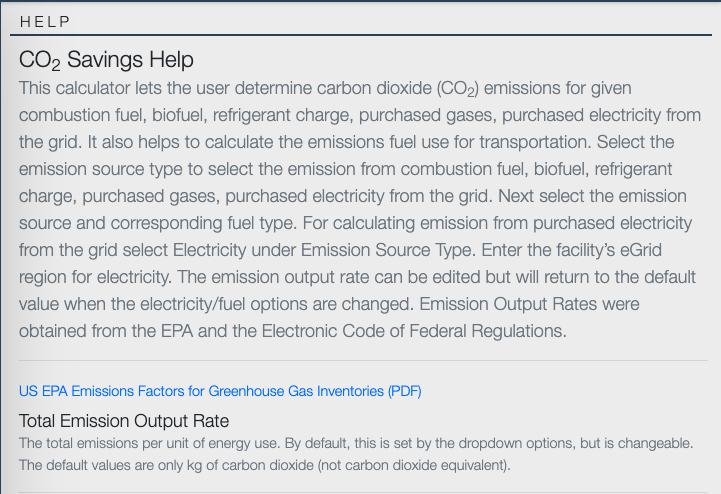 HELP
CO2 Savings Help
This calculator lets the user determine carbon dioxide (CO2) emissions for given
combustion fuel, biofuel, refrigerant charge, purchased gases, purchased electricity from
the grid. It also helps to calculate the emissions fuel use for transportation. Select the
emission source type to select the emission from combustion fuel, biofuel, refrigerant
charge, purchased gases, purchased electricity from the grid. Next select the emission
source and corresponding fuel type. For calculating emission from purchased electricity
from the grid select Electricity under Emission Source Type. Enter the facility's eGrid
region for electricity. The emission output rate can be edited but will return to the default
value when the electricity/fuel options are changed. Emission Output Rates were
obtained from the EPA and the Electronic Code of Federal Regulations.
US EPA Emissions Factors for Greenhouse Gas Inventories (PDF)
Total Emission Output Rate
The total emissions per unit of energy use. By default, this is set by the dropdown options, but is changeable.
The default values are only kg of carbon dioxide (not carbon dioxide equivalent).